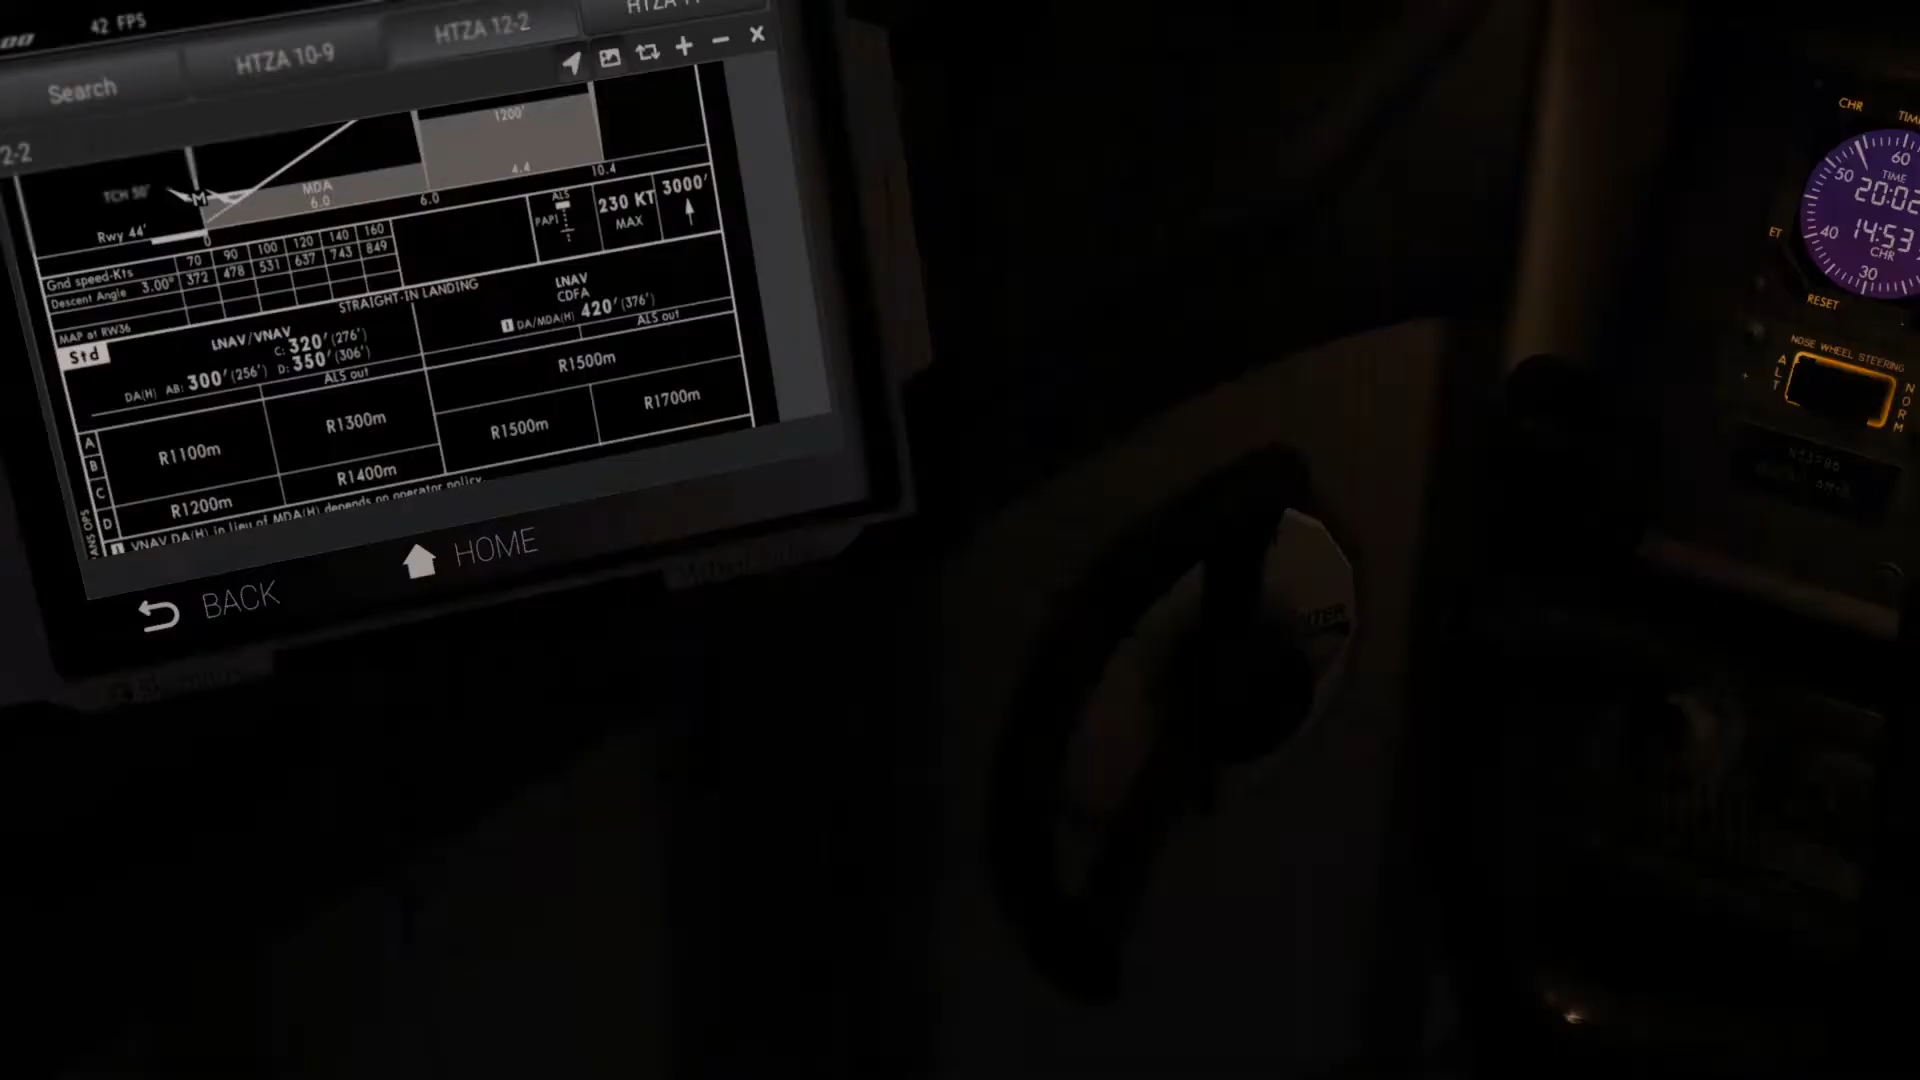 42 FPS
Search
HTZA 10-9
HTZA 12-2
2-2
1200'
TCH 50'
M
MDA
6.0
6.0
4.4
10.4
Rwy 44'
0
ALS
PAPI
230 KT
MAX
3000'
Gnd speed-Kts 70 90 100 120 140 160
Descent Angle 3.00° 372 478 531 637 743 849
MAP at RW36
STRAIGHT-IN LANDING
Std
LNAV/VNAV
C: 320'(276')
DA(H) AB: 300'(256') D: 350'(306')
LNAV
CDFA
1 DA/MDA(H) 420'(376')
ALS out
ALS out
A
B
C
D
R1100m
R1300m
R1500m
R1200m
R1400m
R1500m
R1700m
1 VNAV DA(H) in lieu of MDA(H) depends on operator policy.
BACK
HOME
CHR
60
50
TIME
20:02
40
14:53
CHR
30
ET
RESET
NOSE WHEEL STEERING
ALT
NORM